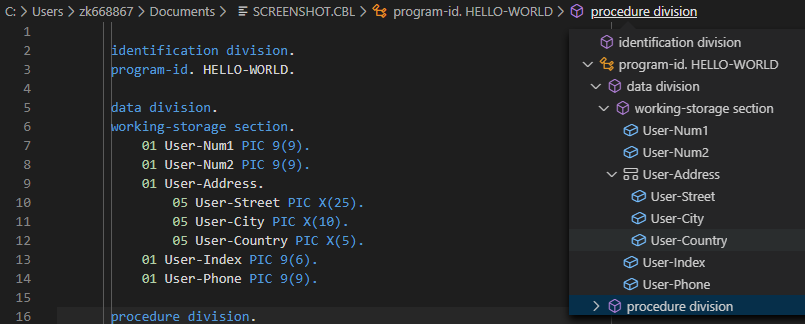 C: > Users > zk668867 > Documents > SCREENSHOT.CBL > program-id. HELLO-WORLD > procedure division
1
2 identification division.
3 program-id. HELLO-WORLD.
4
5 data division.
6 working-storage section.
7 01 User-Num1 PIC 9(9).
8 01 User-Num2 PIC 9(9).
9 01 User-Address.
10 05 User-Street PIC X(25).
11 05 User-City PIC X(10).
12 05 User-Country PIC X(5).
13 01 User-Index PIC 9(6).
14 01 User-Phone PIC 9(9).
15
16 procedure division.
identification division
program-id. HELLO-WORLD
data division
working-storage section
User-Num1
User-Num2
User-Address
User-Street
User-City
User-Country
User-Index
User-Phone
procedure division